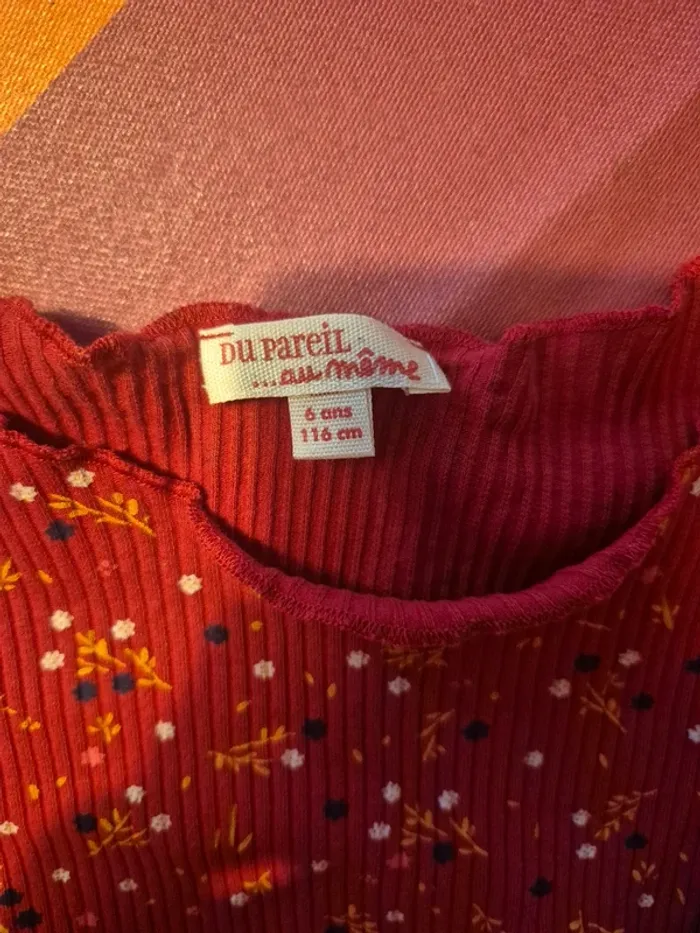 DU PAREIL
...au même
6 ans
116 cm